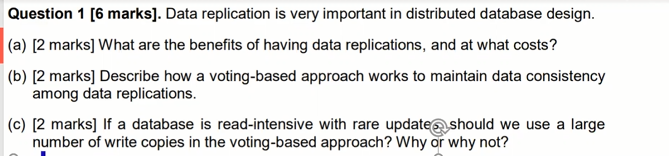 Question 1 [6 marks]. Data replication is very important in distributed database design.
(a) [2 marks] What are the benefits of having data replications, and at what costs?
(b) [2 marks] Describe how a voting-based approach works to maintain data consistency
among data replications.
(c) [2 marks] If a database is read-intensive with rare updates, should we use a large
number of write copies in the voting-based approach? Why or why not?